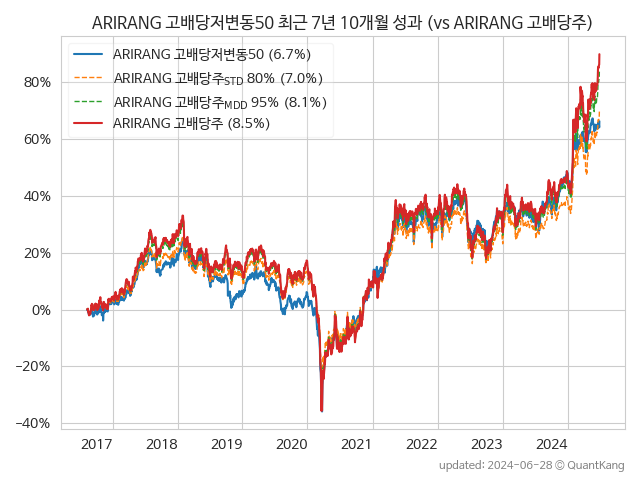 ARIRANG 고배당저변동50 최근 7년 10개월 성과 (vs ARIRANG 고배당주)
ARIRANG 고배당저변동50 (6.7%)
ARIRANG 고배당주STD 80% (7.0%)
ARIRANG 고배당주MDD 95% (8.1%)
ARIRANG 고배당주 (8.5%)
80%
60%
40%
20%
0%
−20%
−40%
2017 2018 2019 2020 2021 2022 2023 2024
updated: 2024-06-28 © QuantKang